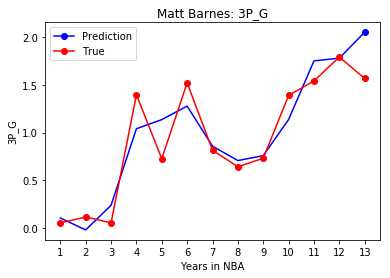 Matt Barnes: 3P_G
Prediction
True
2.0
1.5
1.0
0.5
0.0
3P_G
1 2 3 4 5 6 7 8 9 10 11 12 13
Years in NBA